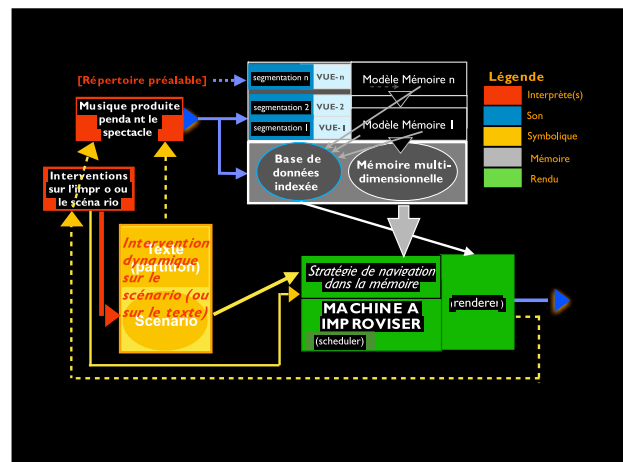 [Répertoire préalable]
Musique produite
penda nt le
spectacle
Interventions
sur l'impr o ou
le scéna rio
segmentation n
VUE-n
Modèle Mémoire n
segmentation 2
VUE-2
segmentation 1
VUE-1
Modèle Mémoire 1
Base de
données
indexée
Mémoire multi-
dimensionnelle
Légende
Interprète(s)
Son
Symbolique
Mémoire
Rendu
Intervention
Texte
dynamique
(partition)
sur le
scénario (ou
sur le texte)
Scénario
Stratégie de navigation
dans la mémoire
MACHINE A
IMPROVISER
(scheduler)
(renderer)